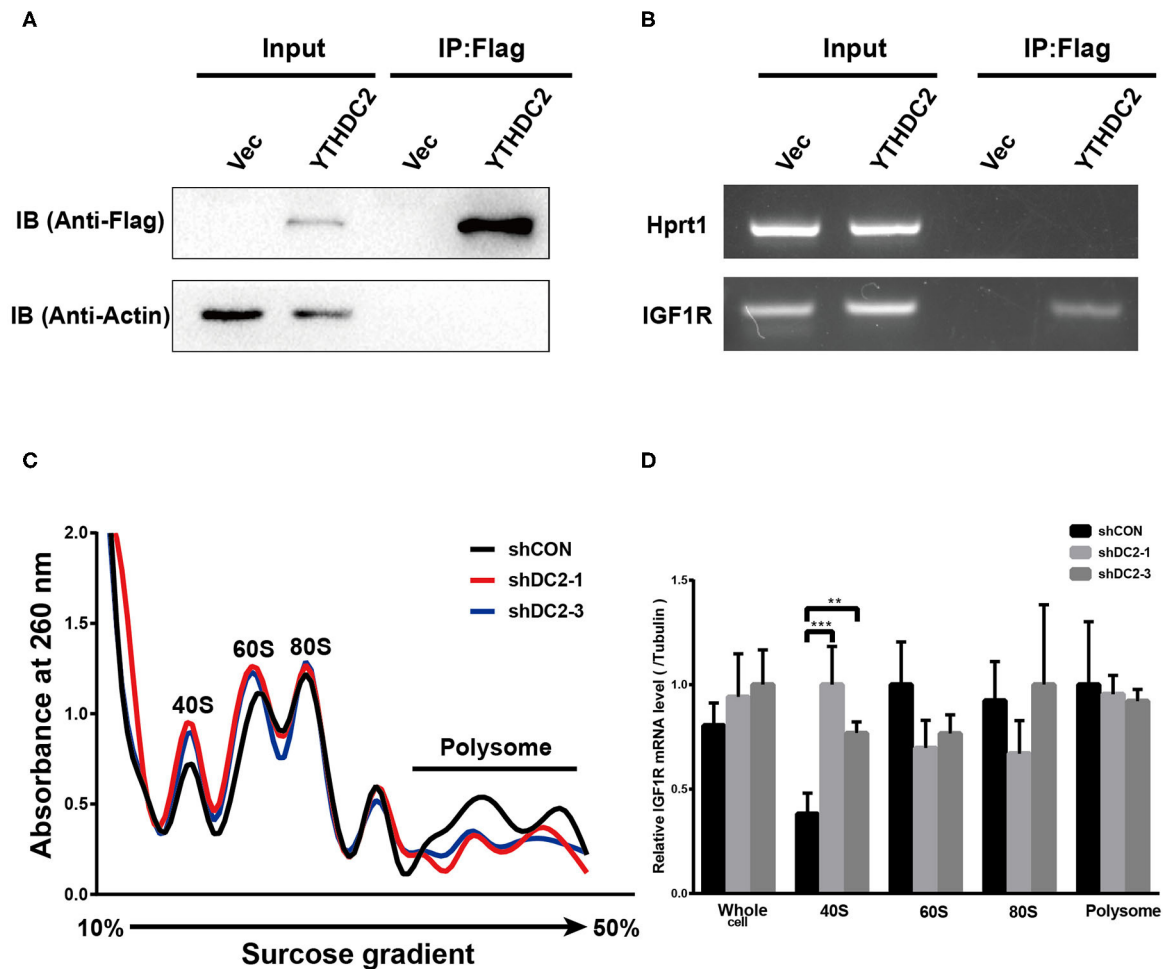 A
Input
IP:Flag
Vec
YTHDC2
Vec
YTHDC2
IB (Anti-Flag)
IB (Anti-Actin)
B
Input
IP:Flag
Vec
YTHDC2
Vec
YTHDC2
Hprt1
IGF1R
C
Absorbance at 260 nm
2.0
1.5
1.0
0.5
0.0
40S
60S
80S
Polysome
shCON
shDC2-1
shDC2-3
10%
50%
Surcose gradient
D
shCON
shDC2-1
shDC2-3
Relative IGF1R mRNA level ( /Tubulin )
1.5
1.0
0.5
0.0
**
***
Whole
cell
40S
60S
80S
Polysome